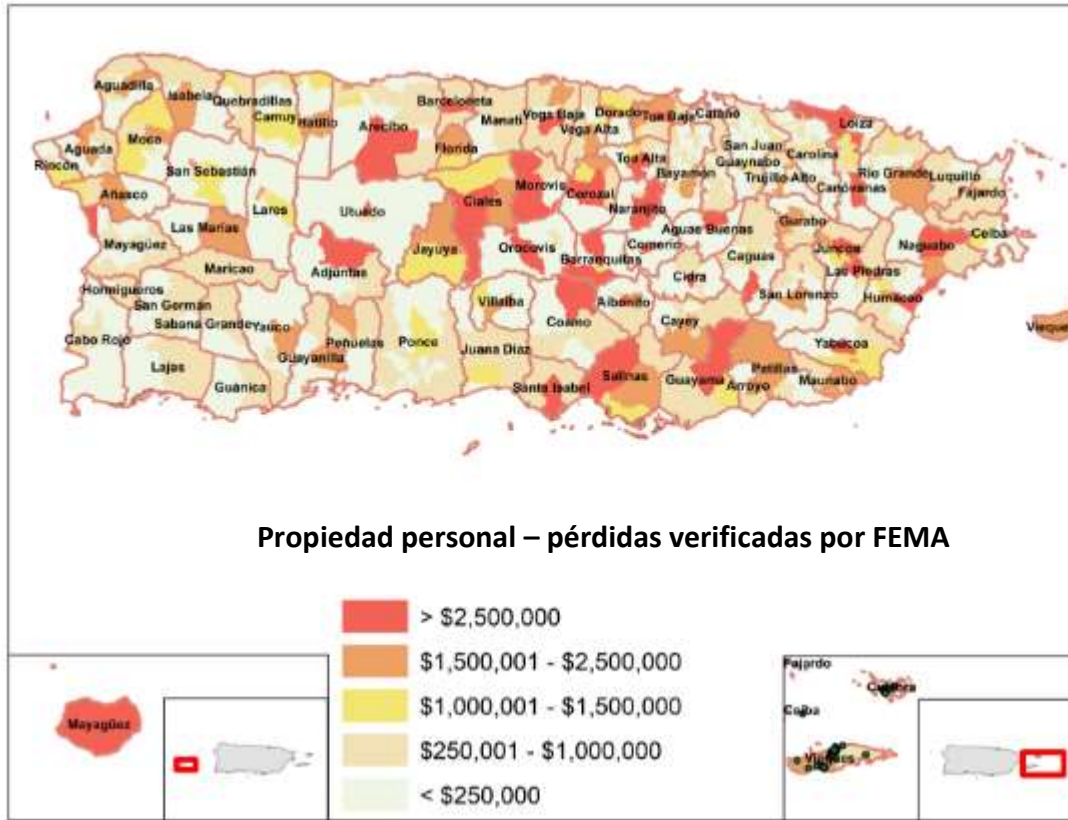 Aguadilla
Isabela
Quebradillas
Camuy
Hatillo
Arecibo
Barceloneta
Manati
Vega Baja
Vega Alta
Dorado
Toa Baja
Cataño
Loiza
Moca
Aguada
Rincón
Florida
San Juan
Toa Alta
Guaynabo
Carolina
Bayamón
Trujillo Alto
Rio Grande
Luquillo
Canóvanas
Fajardo
San Sebastián
Morovis
Corozal
Añasco
Lares
Utuado
Ciales
Naranjito
Las Marías
Aguas Buenas
Gurabo
Ceiba
Mayagüez
Jayuya
Orocovis
Comerío
Juncos
Naguabo
Maricao
Adjuntas
Barranquitas
Caguas
Las Piedras
Cidra
Hormigueros
San Germán
Villalba
Aibonito
San Lorenzo
Humacao
Sabana Grande
Yauco
Coamo
Cayey
Vieques
Cabo Rojo
Peñuelas
Ponce
Juana Díaz
Yabucoa
Guayanilla
Lajas
Salinas
Patillas
Guánica
Santa Isabel
Guayama
Arroyo
Maunabo
Propiedad personal – pérdidas verificadas por FEMA
> $2,500,000
$1,500,001 - $2,500,000
$1,000,001 - $1,500,000
$250,001 - $1,000,000
< $250,000
Mayagüez
Fajardo
Culebra
Ceiba
Vieques